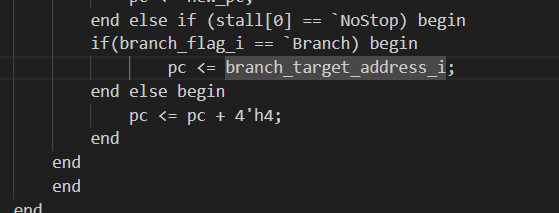 pc <= new_pc;
end else if (stall[0] == `NoStop) begin
if(branch_flag_i == `Branch) begin
pc <= branch_target_address_i;
end else begin
pc <= pc + 4'h4;
end
end
end
end